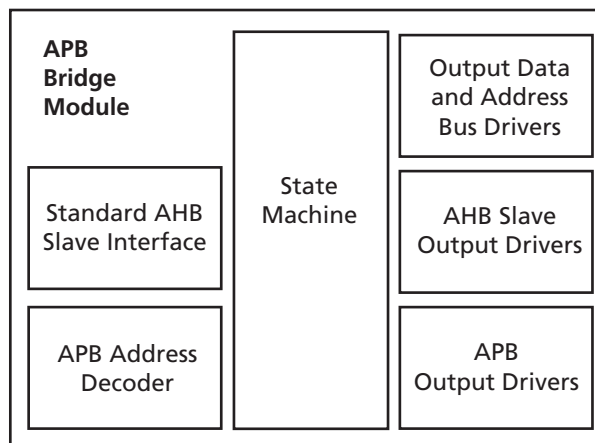 APB
Bridge
Module
Standard AHB
Slave Interface
APB Address
Decoder
State
Machine
Output Data
and Address
Bus Drivers
AHB Slave
Output Drivers
APB
Output Drivers